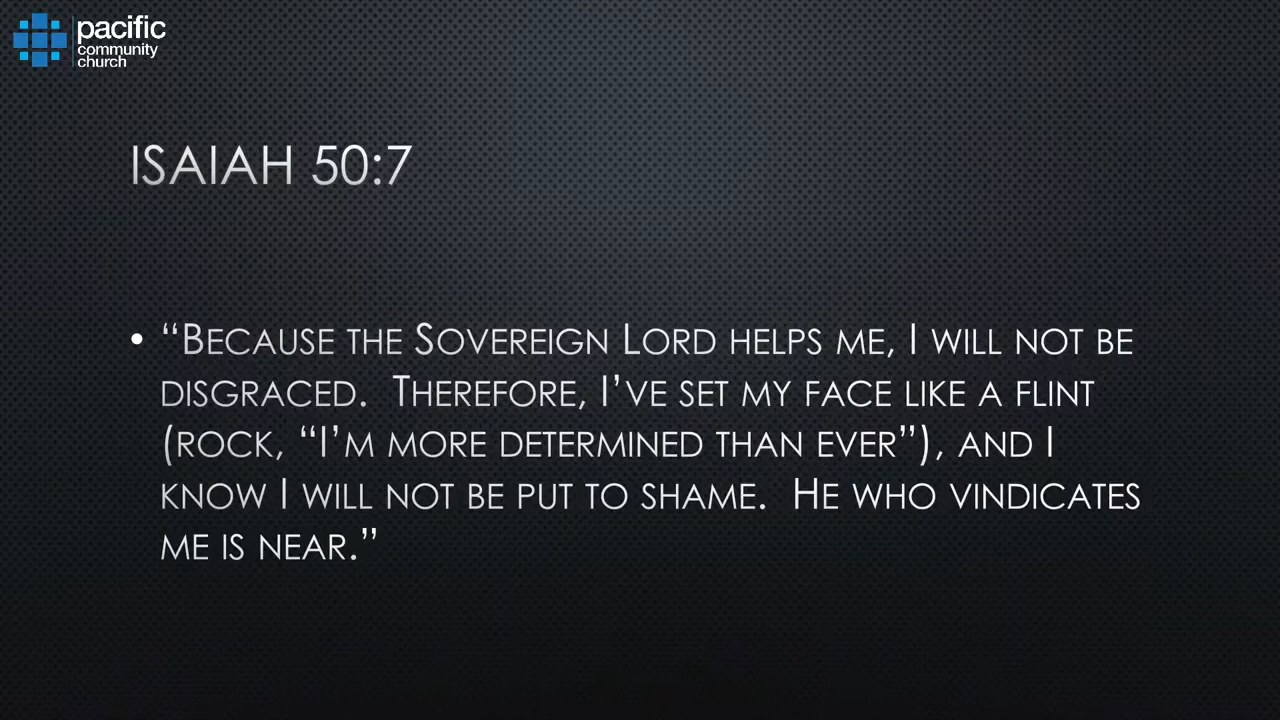 pacific
community
church
ISAIAH 50:7
• “BECAUSE THE SOVEREIGN LORD HELPS ME, I WILL NOT BE
DISGRACED.  THEREFORE, I’VE SET MY FACE LIKE A FLINT
(ROCK, “I’M MORE DETERMINED THAN EVER”), AND I
KNOW I WILL NOT BE PUT TO SHAME.  HE WHO VINDICATES
ME IS NEAR.”